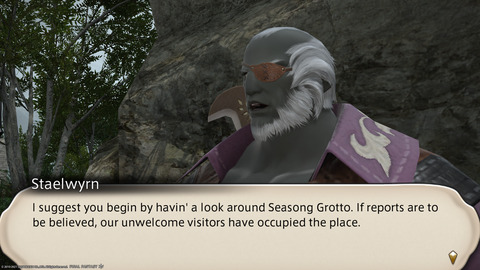 Staelwyrn
I suggest you begin by havin' a look around Seasong Grotto. If reports are to
be believed, our unwelcome visitors have occupied the place.